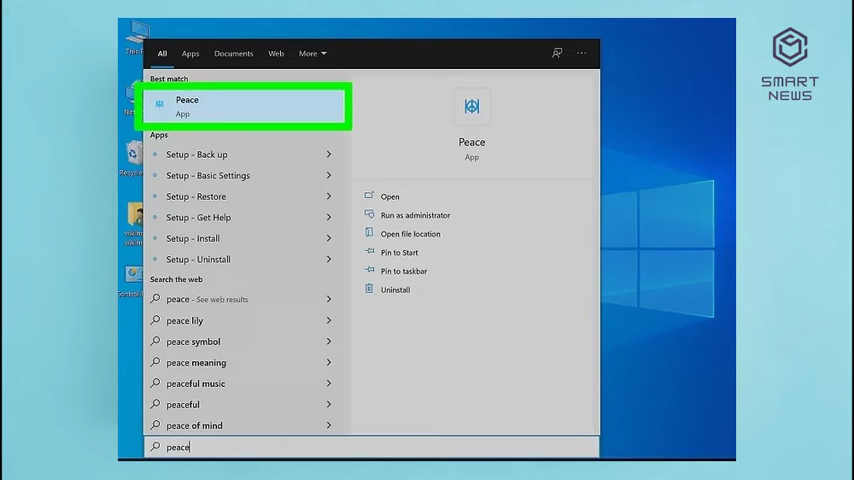 All Apps Documents Web More
SMART
NEWS
Best match
Peace
App
Apps
Setup - Back up
Setup - Basic Settings
Setup - Restore
Setup - Get Help
Setup - Install
Setup - Uninstall
Search the web
peace - See web results
peace lily
peace symbol
peace meaning
peaceful music
peaceful
peace of mind
peace
Peace
App
Open
Run as administrator
Open file location
Pin to Start
Pin to taskbar
Uninstall
This
Recycle
Control